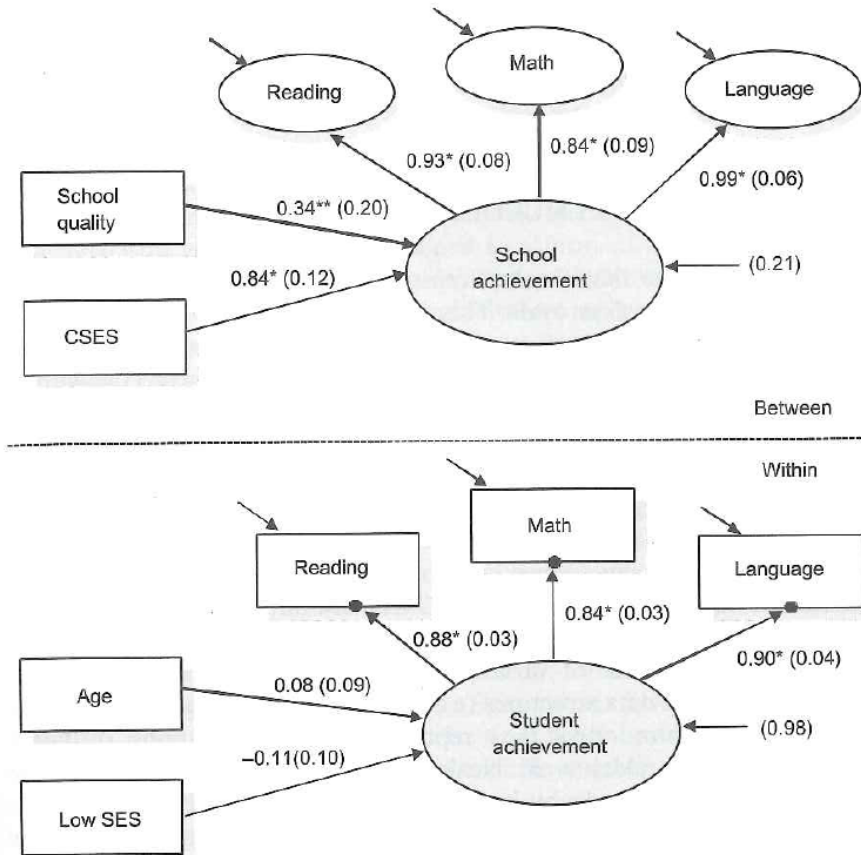 Reading
Math
Language
0.93* (0.08)
0.84* (0.09)
0.99* (0.06)
School
quality
0.34** (0.20)
School
achievement
(0.21)
0.84* (0.12)
CSES
Between
Within
Reading
Math
Language
0.88* (0.03)
0.84* (0.03)
0.90* (0.04)
Age
0.08 (0.09)
Student
achievement
(0.98)
–0.11(0.10)
Low SES